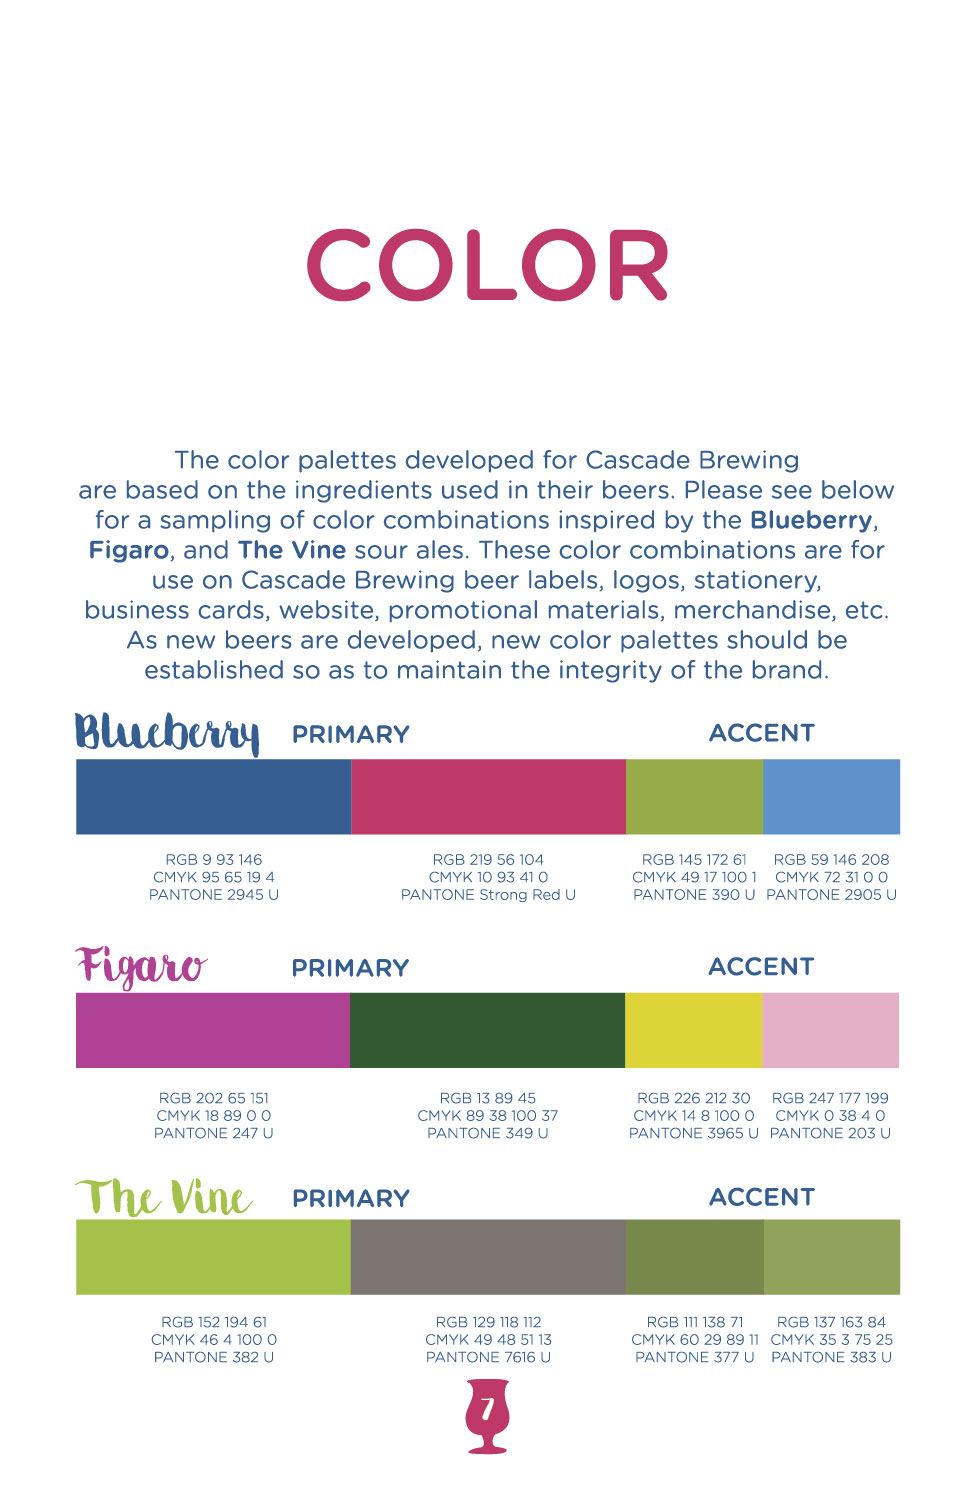 COLOR
The color palettes developed for Cascade Brewing
are based on the ingredients used in their beers. Please see below
for a sampling of color combinations inspired by the Blueberry,
Figaro, and The Vine sour ales. These color combinations are for
use on Cascade Brewing beer labels, logos, stationery,
business cards, website, promotional materials, merchandise, etc.
As new beers are developed, new color palettes should be
established so as to maintain the integrity of the brand.
Blueberry PRIMARY ACCENT
RGB 9 93 146 RGB 219 56 104 RGB 145 172 61 RGB 59 146 208
CMYK 95 65 19 4 CMYK 10 93 41 0 CMYK 49 17 100 1 CMYK 72 31 0 0
PANTONE 2945 U PANTONE Strong Red U PANTONE 390 U PANTONE 2905 U
Figaro PRIMARY ACCENT
RGB 202 65 151 RGB 13 89 45 RGB 226 212 30 RGB 247 177 199
CMYK 18 89 0 0 CMYK 89 38 100 37 CMYK 14 8 100 0 CMYK 0 38 4 0
PANTONE 247 U PANTONE 349 U PANTONE 3965 U PANTONE 203 U
The Vine PRIMARY ACCENT
RGB 152 194 61 RGB 129 118 112 RGB 111 138 71 RGB 137 163 84
CMYK 46 4 100 0 CMYK 49 48 51 13 CMYK 60 29 89 11 CMYK 35 3 75 25
PANTONE 382 U PANTONE 7616 U PANTONE 377 U PANTONE 383 U
7